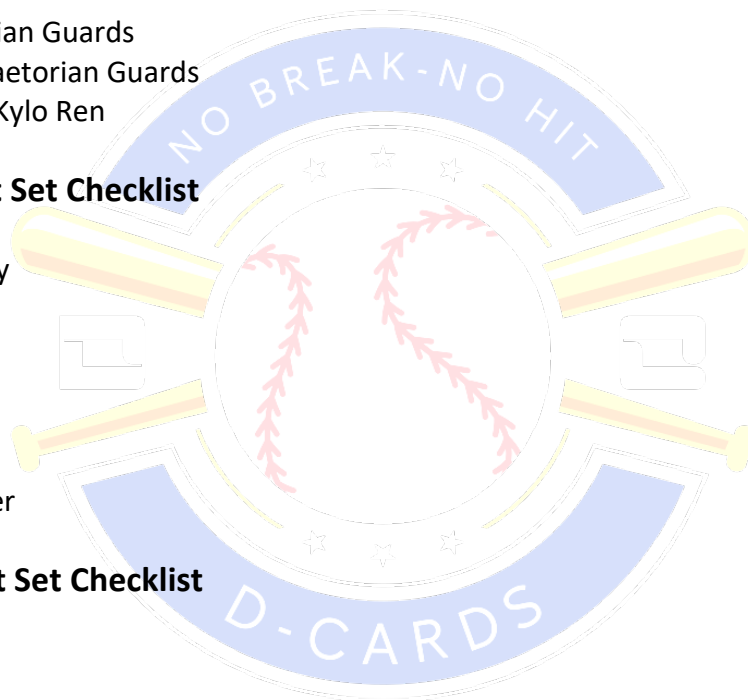 ian Guards
aetorian Guards
Kylo Ren
t Set Checklist
y
er
t Set Checklist
NO BREAK-NO HIT
D-CARDS